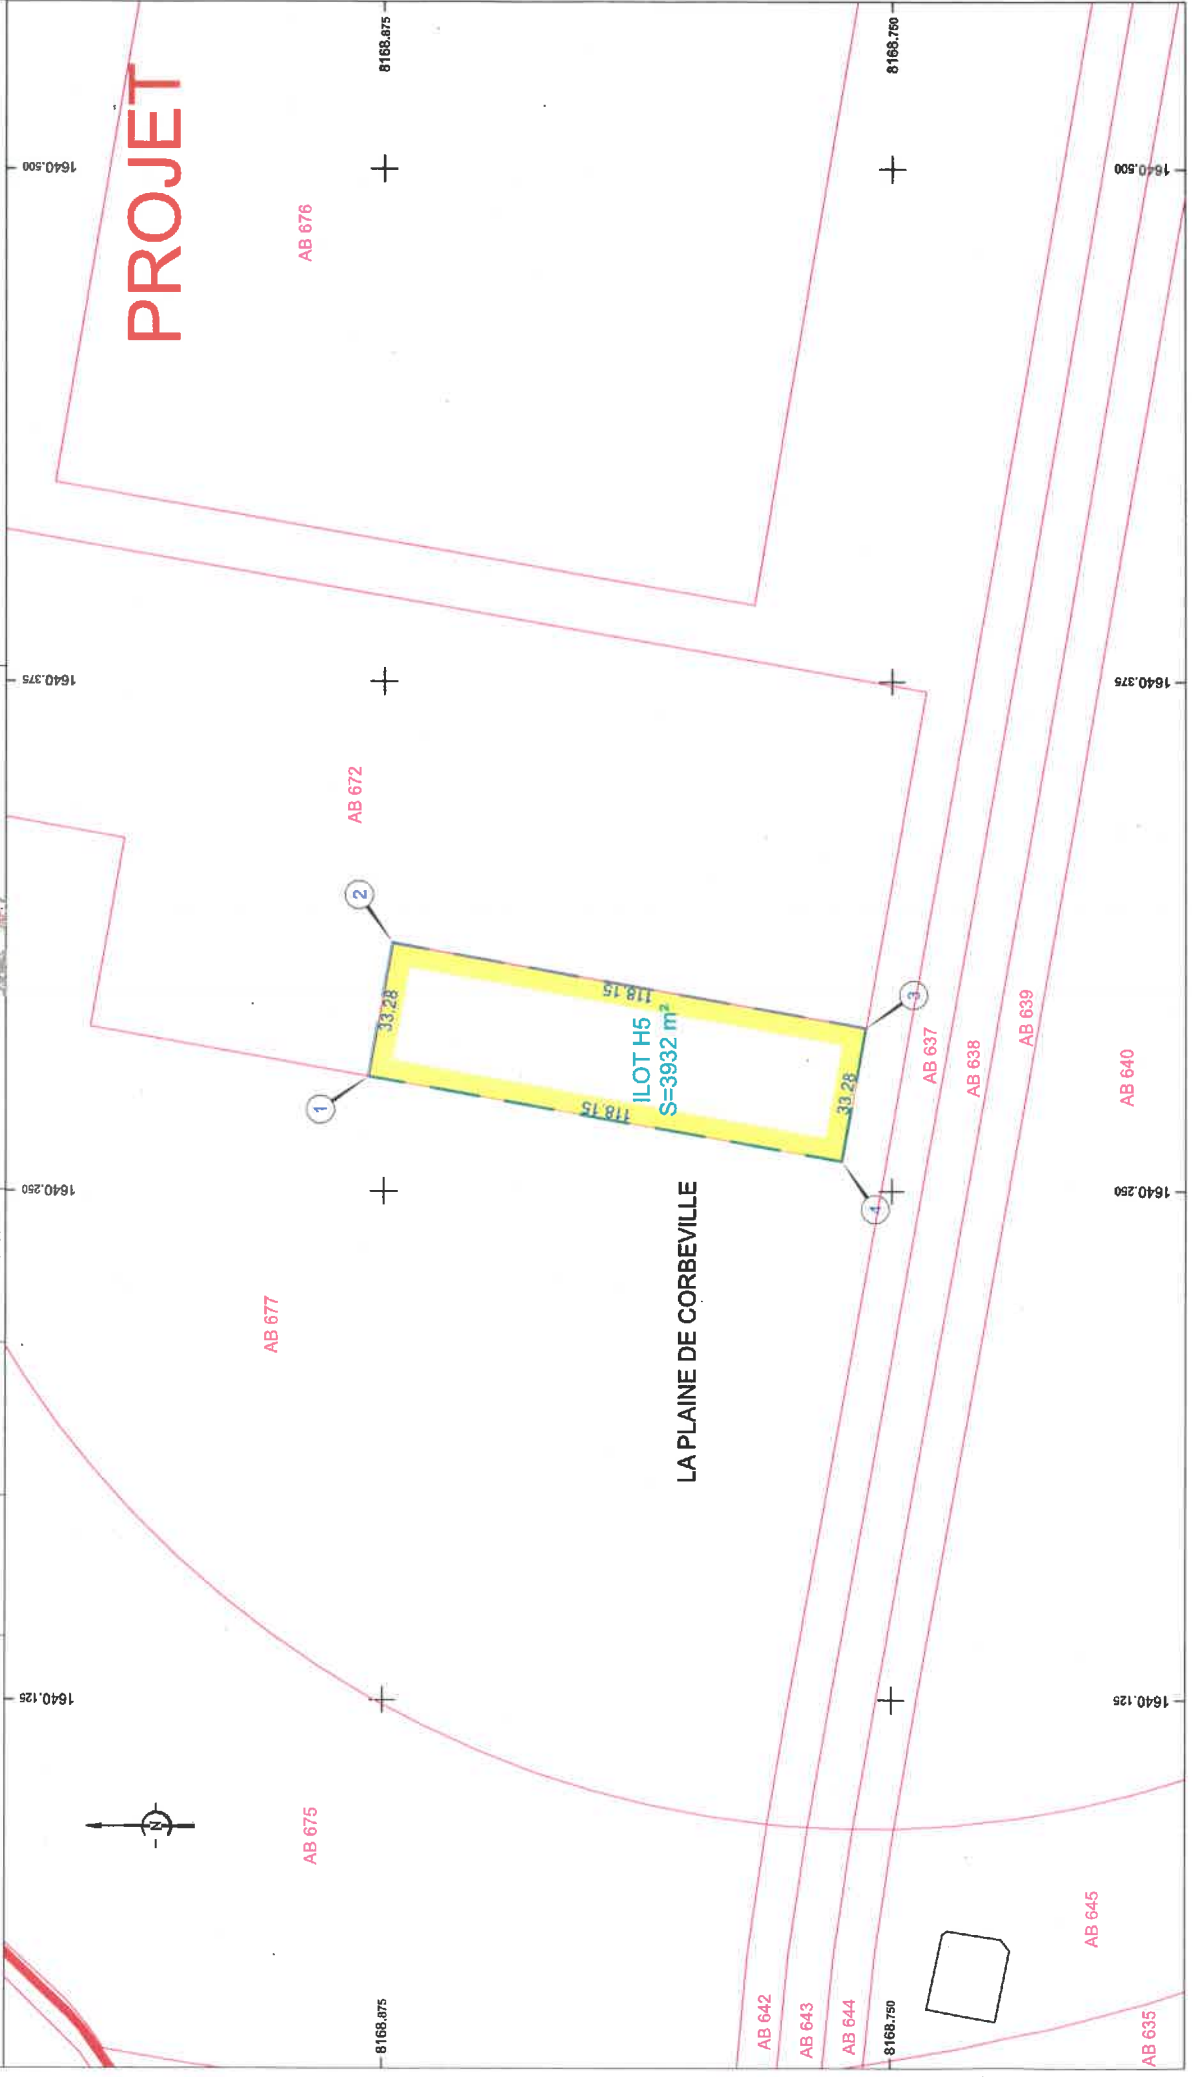 PROJET
1640.125
1640.250
1640.375
1640.500
8168.875
8168.875
AB 675
N
AB 677
AB 672
AB 676
1
2
33.28
118.15
118.15
ILOT H5
S=3932 m²
33.28
LA PLAINE DE CORBEVILLE
4
3
8168.750
8168.750
AB 642
AB 643
AB 644
AB 637
AB 638
AB 639
AB 640
AB 645
AB 635
1640.125
1640.250
1640.375
1640.500